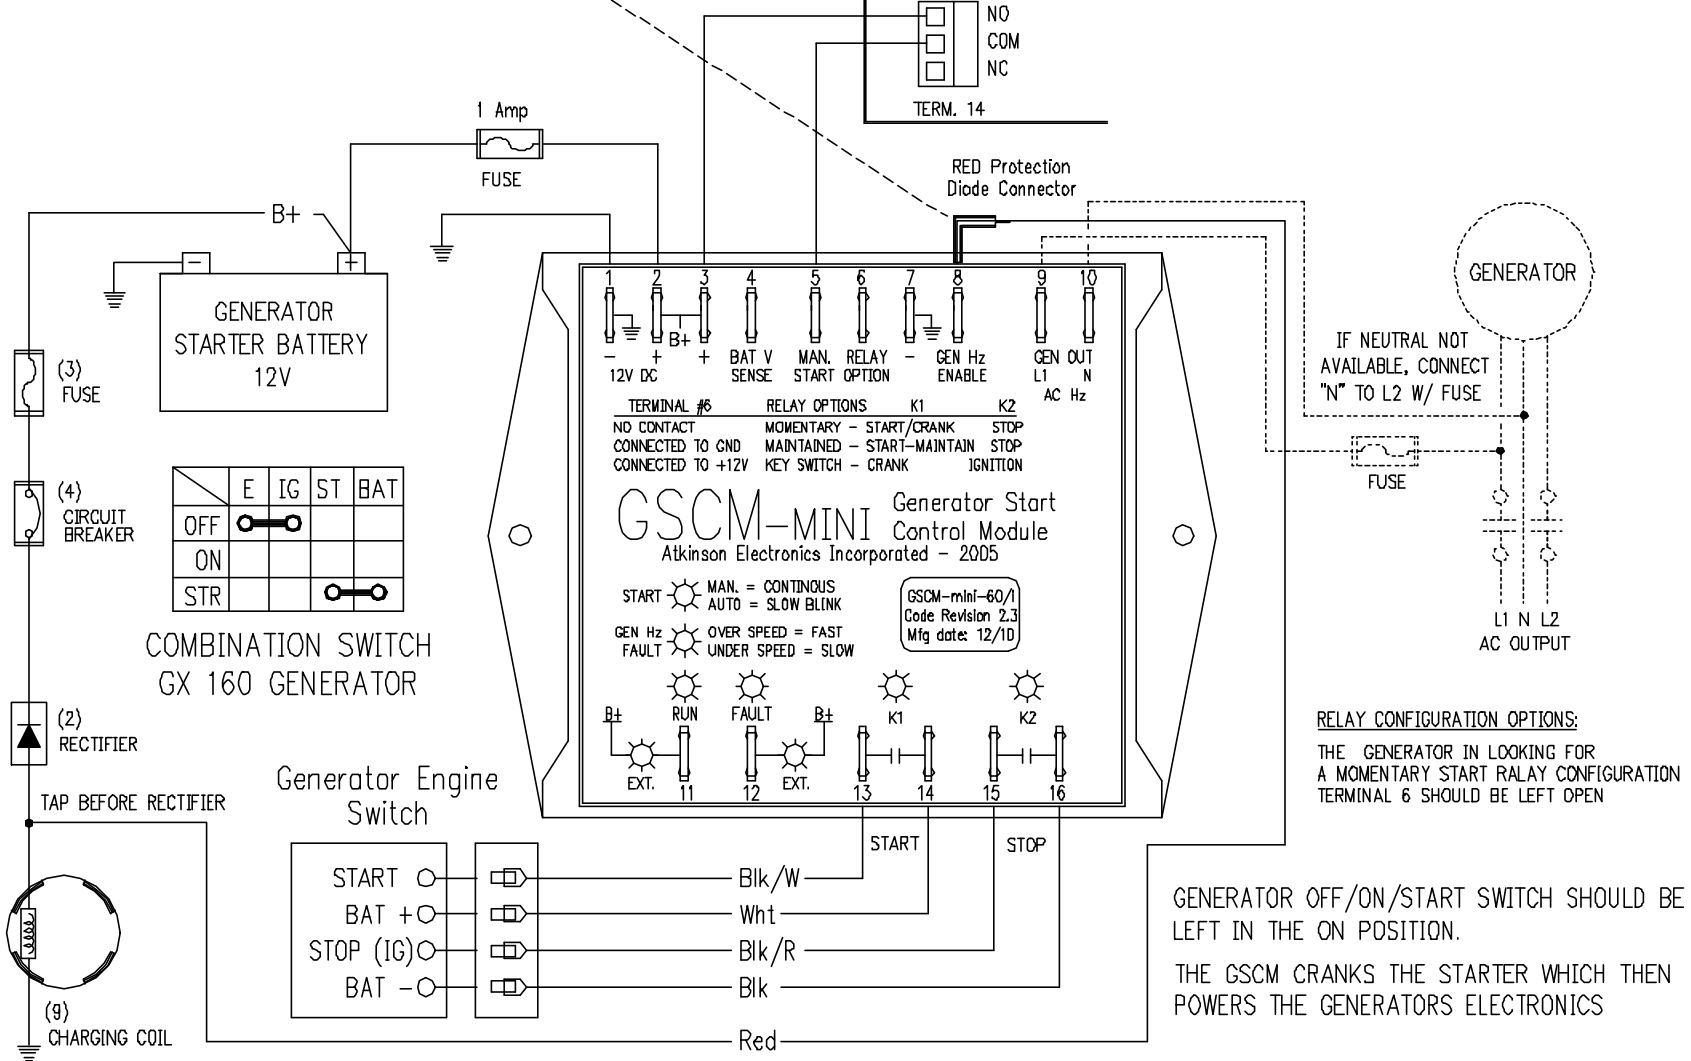 NO
COM
NC
TERM. 14
1 Amp
FUSE
RED Protection
Diode Connector
B+
- +
GENERATOR
STARTER BATTERY
12V
(3)
FUSE
(4)
CIRCUIT
BREAKER
E IG ST BAT
OFF
ON
STR
COMBINATION SWITCH
GX 160 GENERATOR
(2)
RECTIFIER
TAP BEFORE RECTIFIER
(9)
CHARGING COIL
1 2 3 4 5 6 7 8 9 10
B+
- + + BAT V MAN. RELAY - GEN Hz GEN OUT
12V DC SENSE START OPTION ENABLE L1 N
AC Hz
TERMINAL #6 RELAY OPTIONS K1 K2
NO CONTACT MOMENTARY - START/CRANK STOP
CONNECTED TO GND MAINTAINED - START-MAINTAIN STOP
CONNECTED TO +12V KEY SWITCH - CRANK IGNITION
GSCM-MINI
Generator Start
Control Module
Atkinson Electronics Incorporated - 2005
START MAN. = CONTINOUS
AUTO = SLOW BLINK
GEN Hz OVER SPEED = FAST
FAULT UNDER SPEED = SLOW
GSCM-mini-60/1
Code Revision 2.3
Mfg date: 12/10
B+ RUN FAULT B+ K1 K2
EXT. EXT.
11 12 13 14 15 16
START STOP
Generator Engine
Switch
START Blk/W
BAT + Wht
STOP (IG) Blk/R
BAT - Blk
Red
GENERATOR
IF NEUTRAL NOT
AVAILABLE, CONNECT
"N" TO L2 W/ FUSE
FUSE
L1 N L2
AC OUTPUT
RELAY CONFIGURATION OPTIONS:
THE GENERATOR IN LOOKING FOR
A MOMENTARY START RALAY CONFIGURATION
TERMINAL 6 SHOULD BE LEFT OPEN
GENERATOR OFF/ON/START SWITCH SHOULD BE
LEFT IN THE ON POSITION.
THE GSCM CRANKS THE STARTER WHICH THEN
POWERS THE GENERATORS ELECTRONICS